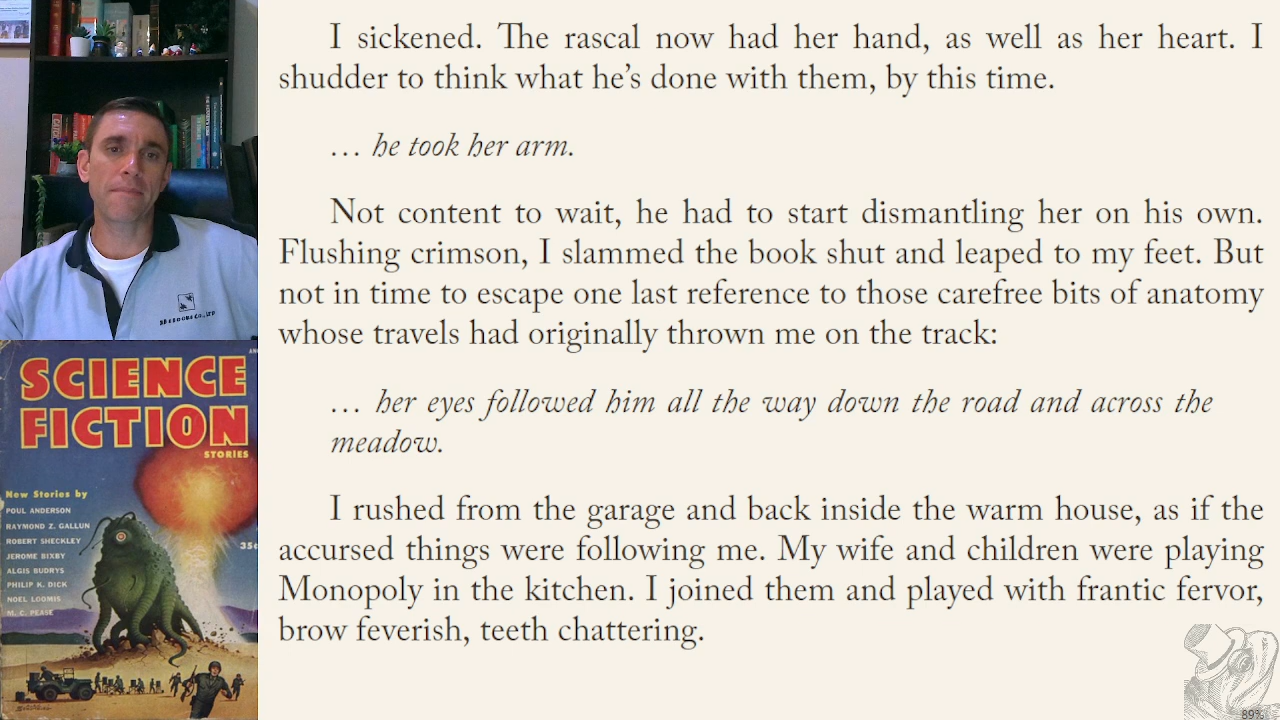 I sickened. The rascal now had her hand, as well as her heart. I
shudder to think what he's done with them, by this time.
… he took her arm.
Not content to wait, he had to start dismantling her on his own.
Flushing crimson, I slammed the book shut and leaped to my feet. But
not in time to escape one last reference to those carefree bits of anatomy
whose travels had originally thrown me on the track:
… her eyes followed him all the way down the road and across the
meadow.
I rushed from the garage and back inside the warm house, as if the
accursed things were following me. My wife and children were playing
Monopoly in the kitchen. I joined them and played with frantic fervor,
brow feverish, teeth chattering.
SCIENCE
FICTION
STORIES
New Stories by
POUL ANDERSON
RAYMOND Z. GALLUN
ROBERT SHECKLEY
JEROME BIXBY
ALGIS BUDRYS
PHILIP K. DICK
NOEL LOOMIS
M. C. PEASE
35¢
89%